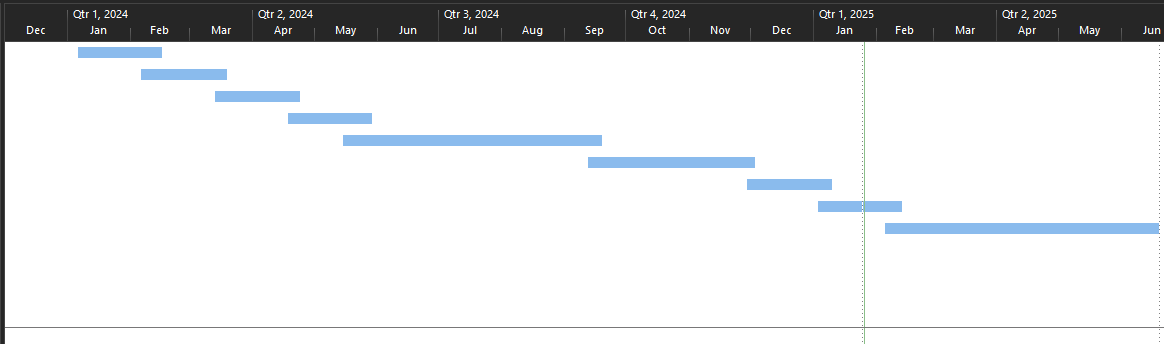 Qtr 1, 2024 Qtr 2, 2024 Qtr 3, 2024 Qtr 4, 2024 Qtr 1, 2025 Qtr 2, 2025
Dec Jan Feb Mar Apr May Jun Jul Aug Sep Oct Nov Dec Jan Feb Mar Apr May Jun